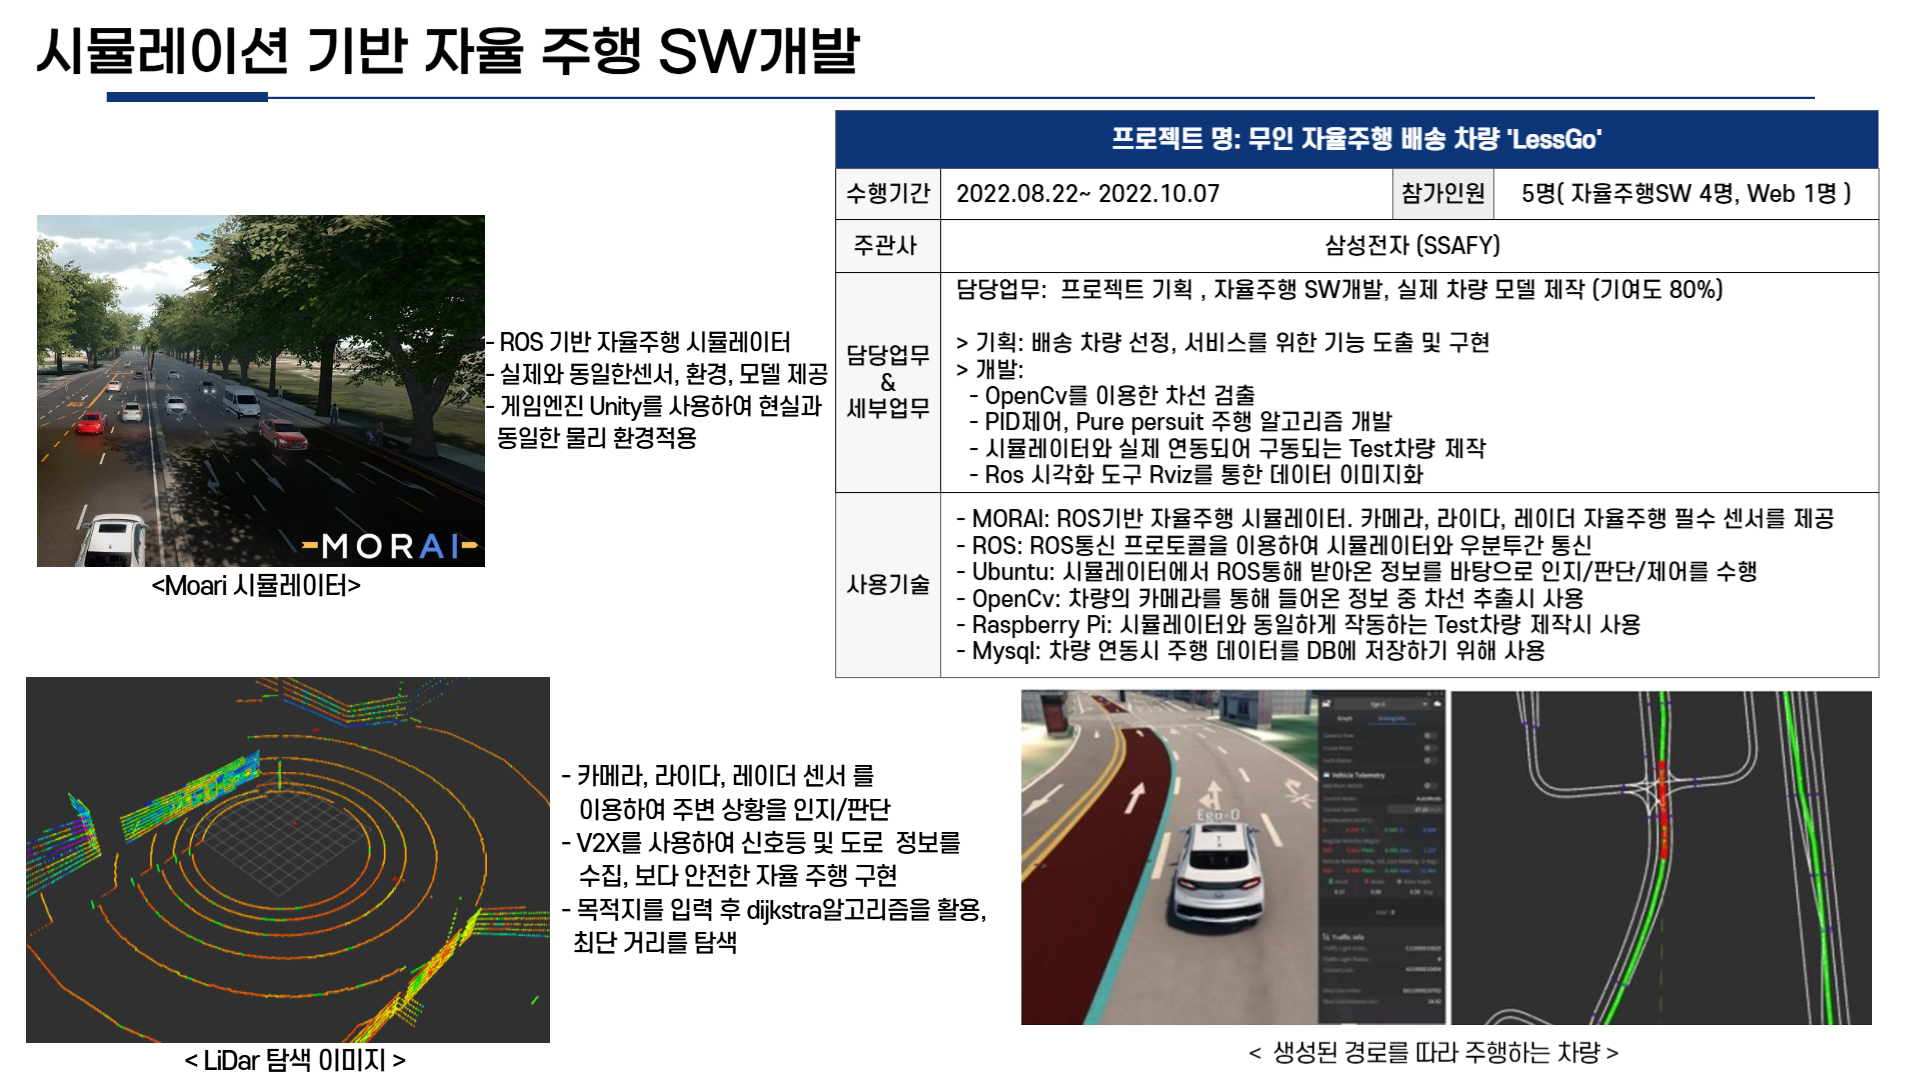 시뮬레이션 기반 자율 주행 SW개발
프로젝트 명: 무인 자율주행 배송 차량 'LessGo'
수행기간 2022.08.22~ 2022.10.07 참가인원 5명( 자율주행SW 4명, Web 1명 )
주관사 삼성전자 (SSAFY)
담당업무
&
세부업무
담당업무: 프로젝트 기획 , 자율주행 SW개발, 실제 차량 모델 제작 (기여도 80%)
> 기획: 배송 차량 선정, 서비스를 위한 기능 도출 및 구현
> 개발:
- OpenCv를 이용한 차선 검출
- PID제어, Pure persuit 주행 알고리즘 개발
- 시뮬레이터와 실제 연동되어 구동되는 Test차량 제작
- Ros 시각화 도구 Rviz를 통한 데이터 이미지화
사용기술
- MORAI: ROS기반 자율주행 시뮬레이터. 카메라, 라이다, 레이더 자율주행 필수 센서를 제공
- ROS: ROS통신 프로토콜을 이용하여 시뮬레이터와 우분투간 통신
- Ubuntu: 시뮬레이터에서 ROS통해 받아온 정보를 바탕으로 인지/판단/제어를 수행
- OpenCv: 차량의 카메라를 통해 들어온 정보 중 차선 추출시 사용
- Raspberry Pi: 시뮬레이터와 동일하게 작동하는 Test차량 제작시 사용
- Mysql: 차량 연동시 주행 데이터를 DB에 저장하기 위해 사용
- ROS 기반 자율주행 시뮬레이터
- 실제와 동일한센서, 환경, 모델 제공
- 게임엔진 Unity를 사용하여 현실과
동일한 물리 환경적용
BUS
MORAI
<Moari 시뮬레이터>
- 카메라, 라이다, 레이더 센서 를
이용하여 주변 상황을 인지/판단
- V2X를 사용하여 신호등 및 도로 정보를
수집, 보다 안전한 자율 주행 구현
- 목적지를 입력 후 dijkstra알고리즘을 활용,
최단 거리를 탐색
< LiDar 탐색 이미지 >
Ego-0
Vehicle Telemetry
Traffic Info
< 생성된 경로를 따라 주행하는 차량 >